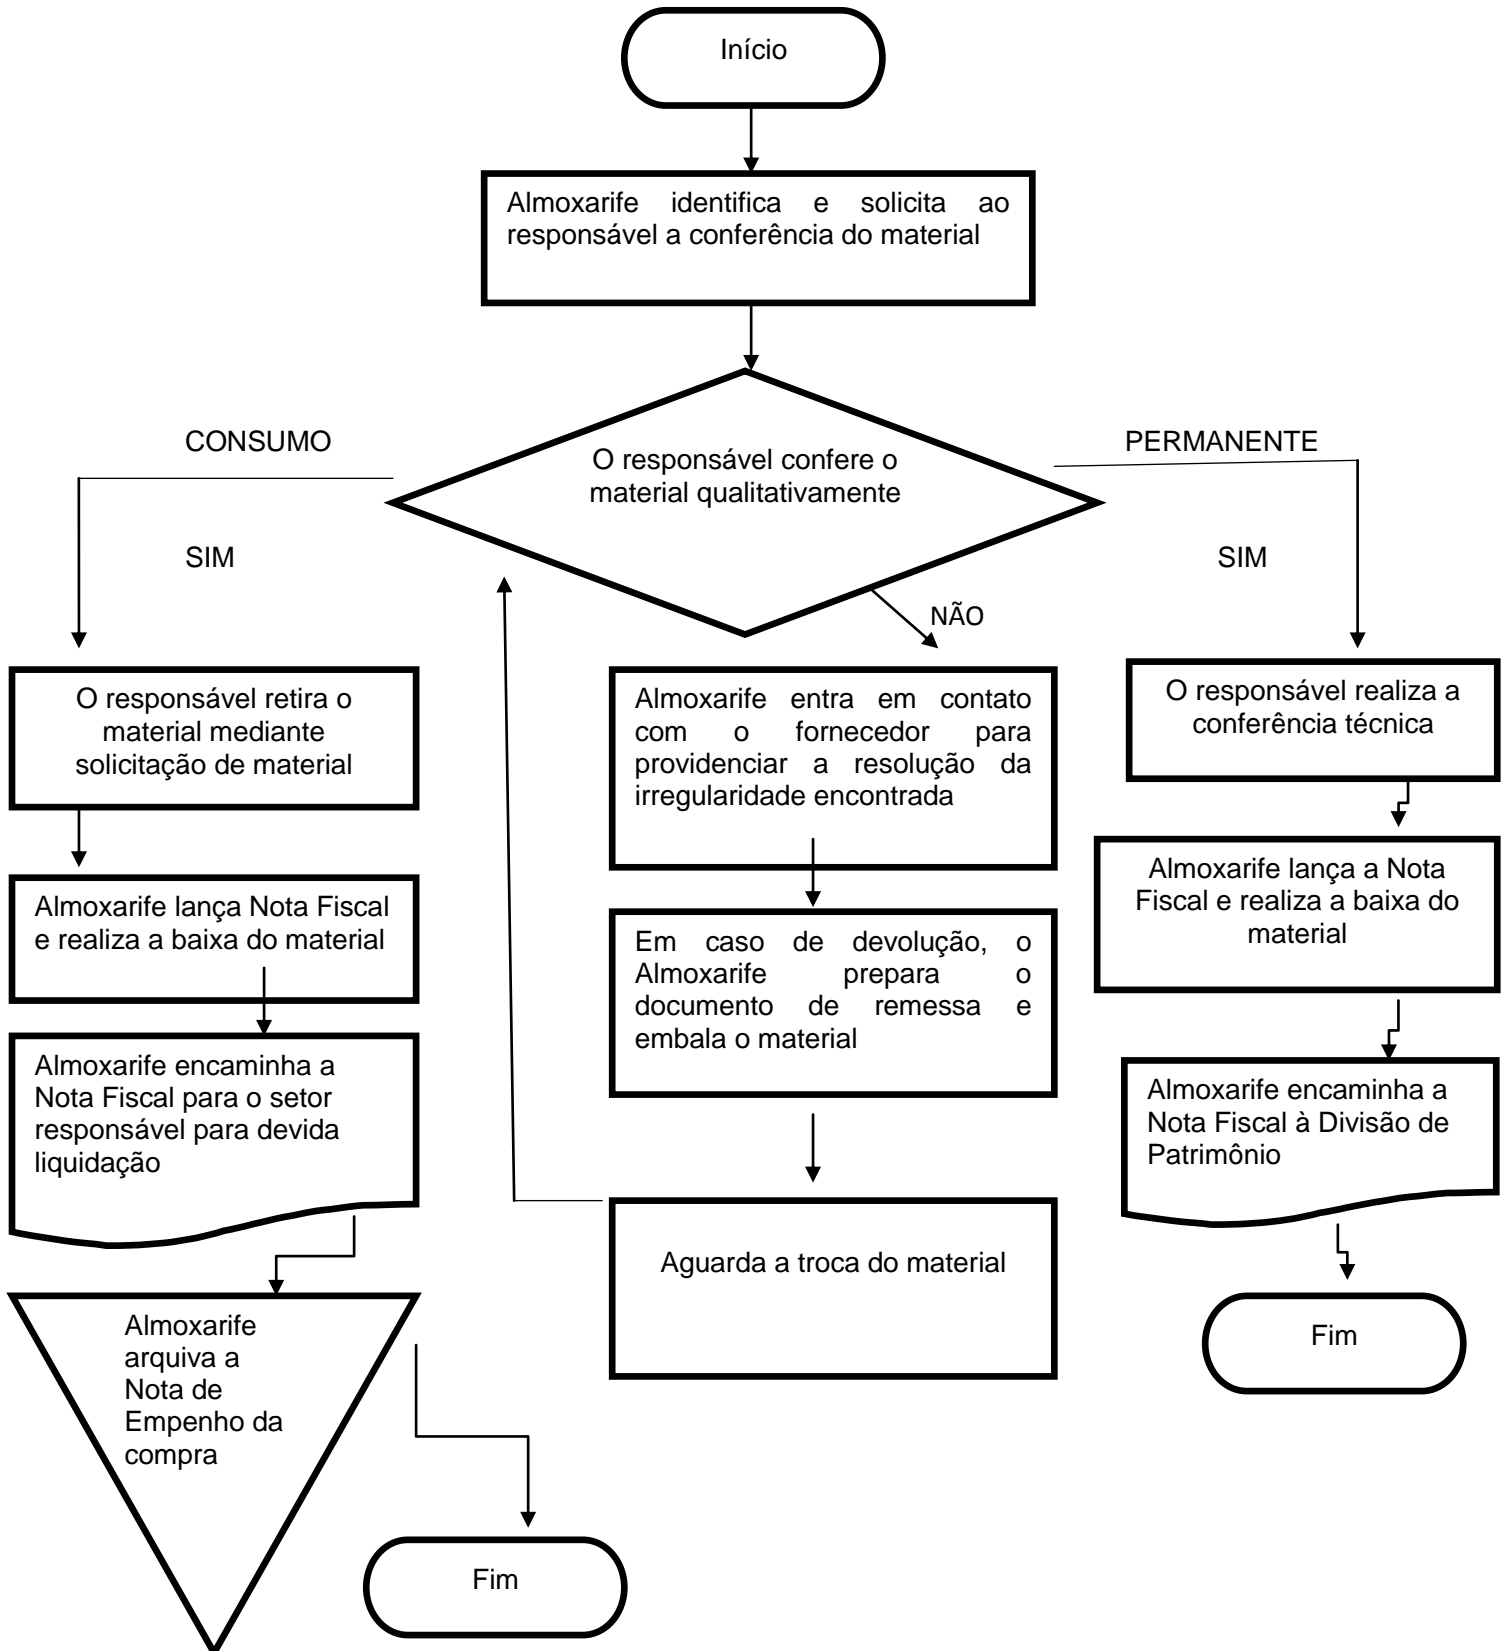 Início
Almoxarife identifica e solicita ao
responsável a conferência do material
CONSUMO
PERMANENTE
O responsável confere o
material qualitativamente
SIM
SIM
NÃO
O responsável retira o
material mediante
solicitação de material
Almoxarife entra em contato
com o fornecedor para
providenciar a resolução da
irregularidade encontrada
O responsável realiza a
conferência técnica
Almoxarife lança Nota Fiscal
e realiza a baixa do material
Em caso de devolução, o
Almoxarife prepara o
documento de remessa e
embala o material
Almoxarife lança a Nota
Fiscal e realiza a baixa do
material
Almoxarife encaminha a
Nota Fiscal para o setor
responsável para devida
liquidação
Almoxarife encaminha a
Nota Fiscal à Divisão de
Patrimônio
Aguarda a troca do material
Almoxarife
arquiva a
Nota de
Empenho da
compra
Fim
Fim